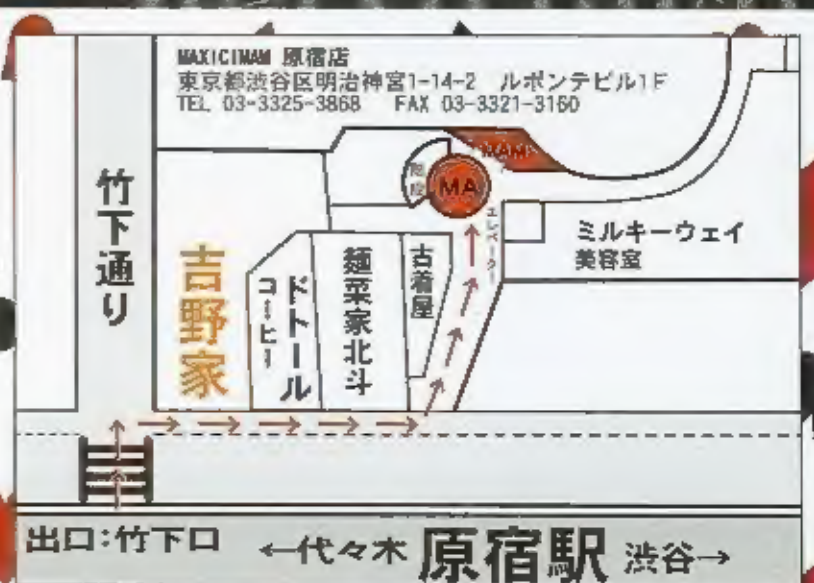 MAXICIMAM 原宿店
東京都渋谷区明治神宮1-14-2 ルポンテビル1F
TEL 03-3325-3868 FAX 03-3321-3160
MAM
階段
MA
エレベーター
竹下通り
吉野家
ドトール
コーヒー
麺菜家北斗
古着屋
ミルキーウェイ
美容室
出口:竹下口
←代々木 原宿駅 渋谷→